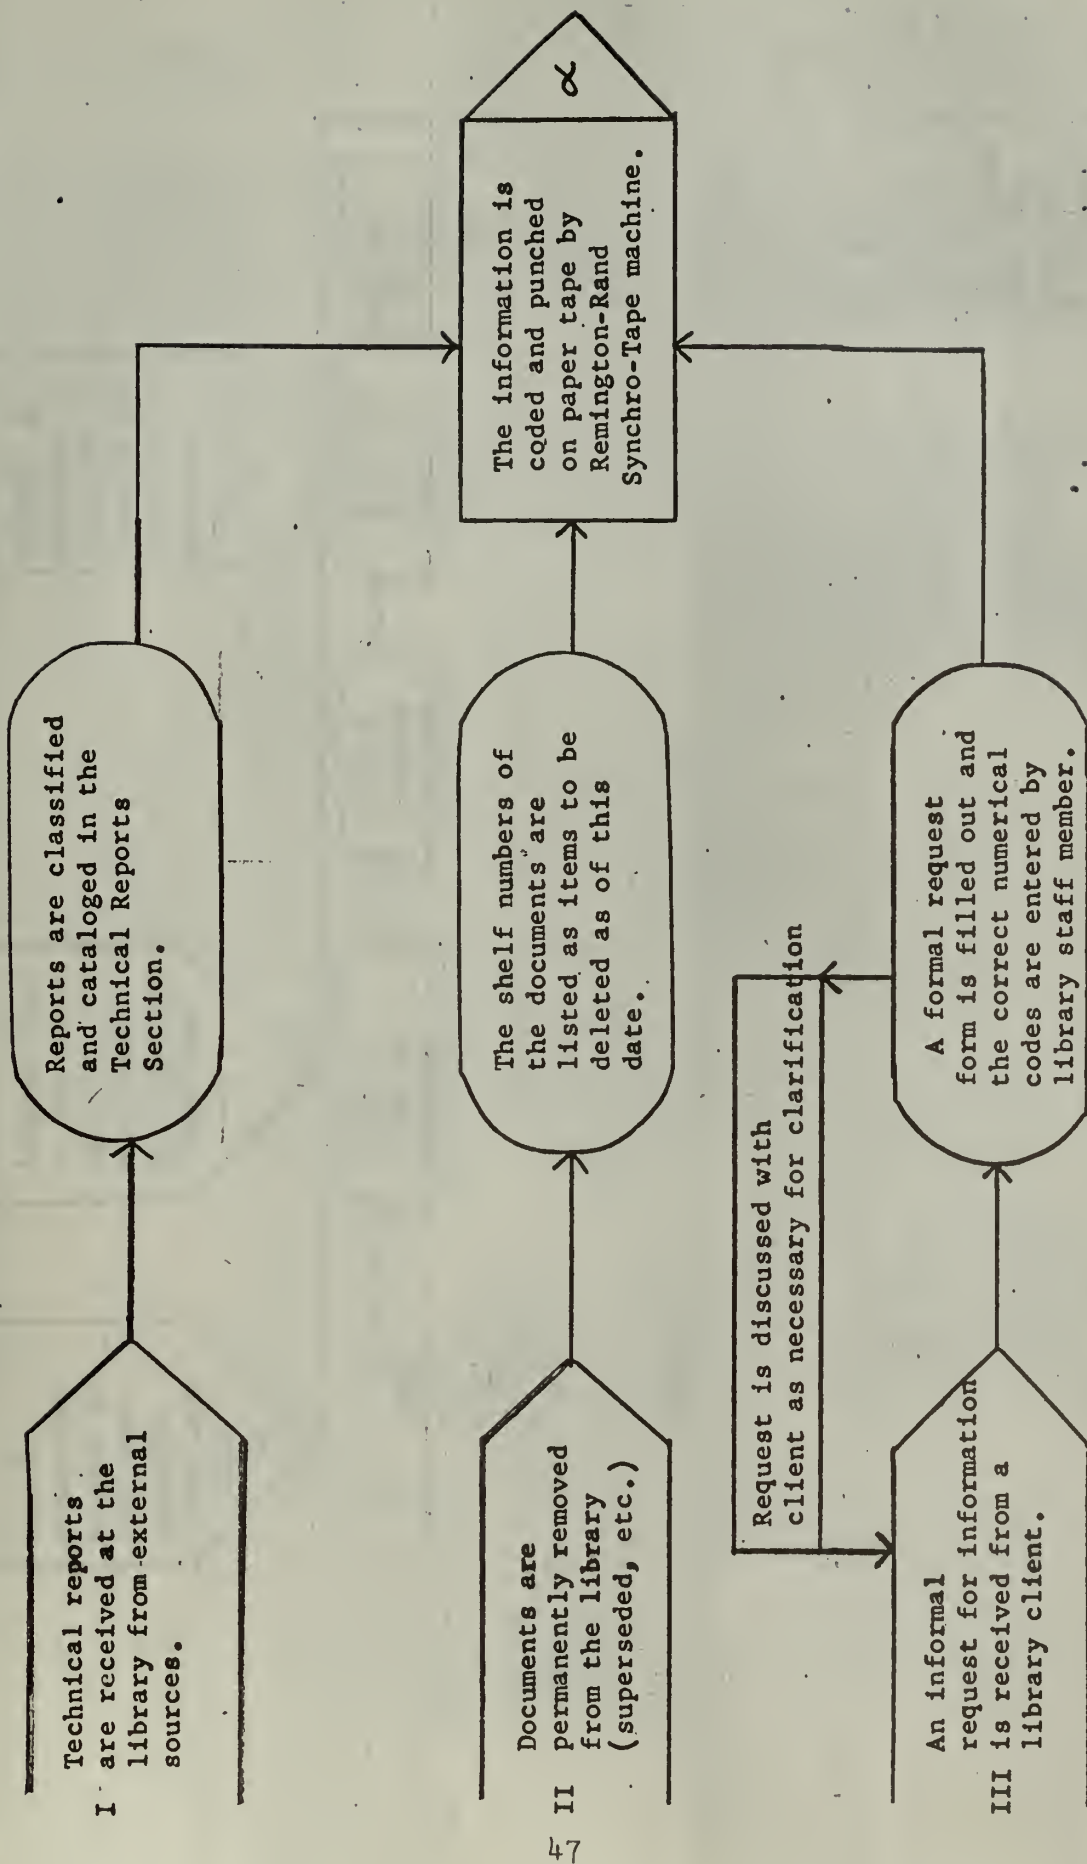 Technical reports
I are received at the
library from external
sources.
Reports are classified
and cataloged in the
Technical Reports
Section.
Documents are
II permanently removed
from the library
(superseded, etc.)
The shelf numbers of
the documents are
listed as items to be
deleted as of this
date.
The information is
coded and punched
on paper tape by
Remington-Rand
Synchro-Tape machine.
α
Request is discussed with
client as necessary for clarification
An informal
request for information
III is received from a
library client.
A formal request
form is filled out and
the correct numerical
codes are entered by
library staff member.
47